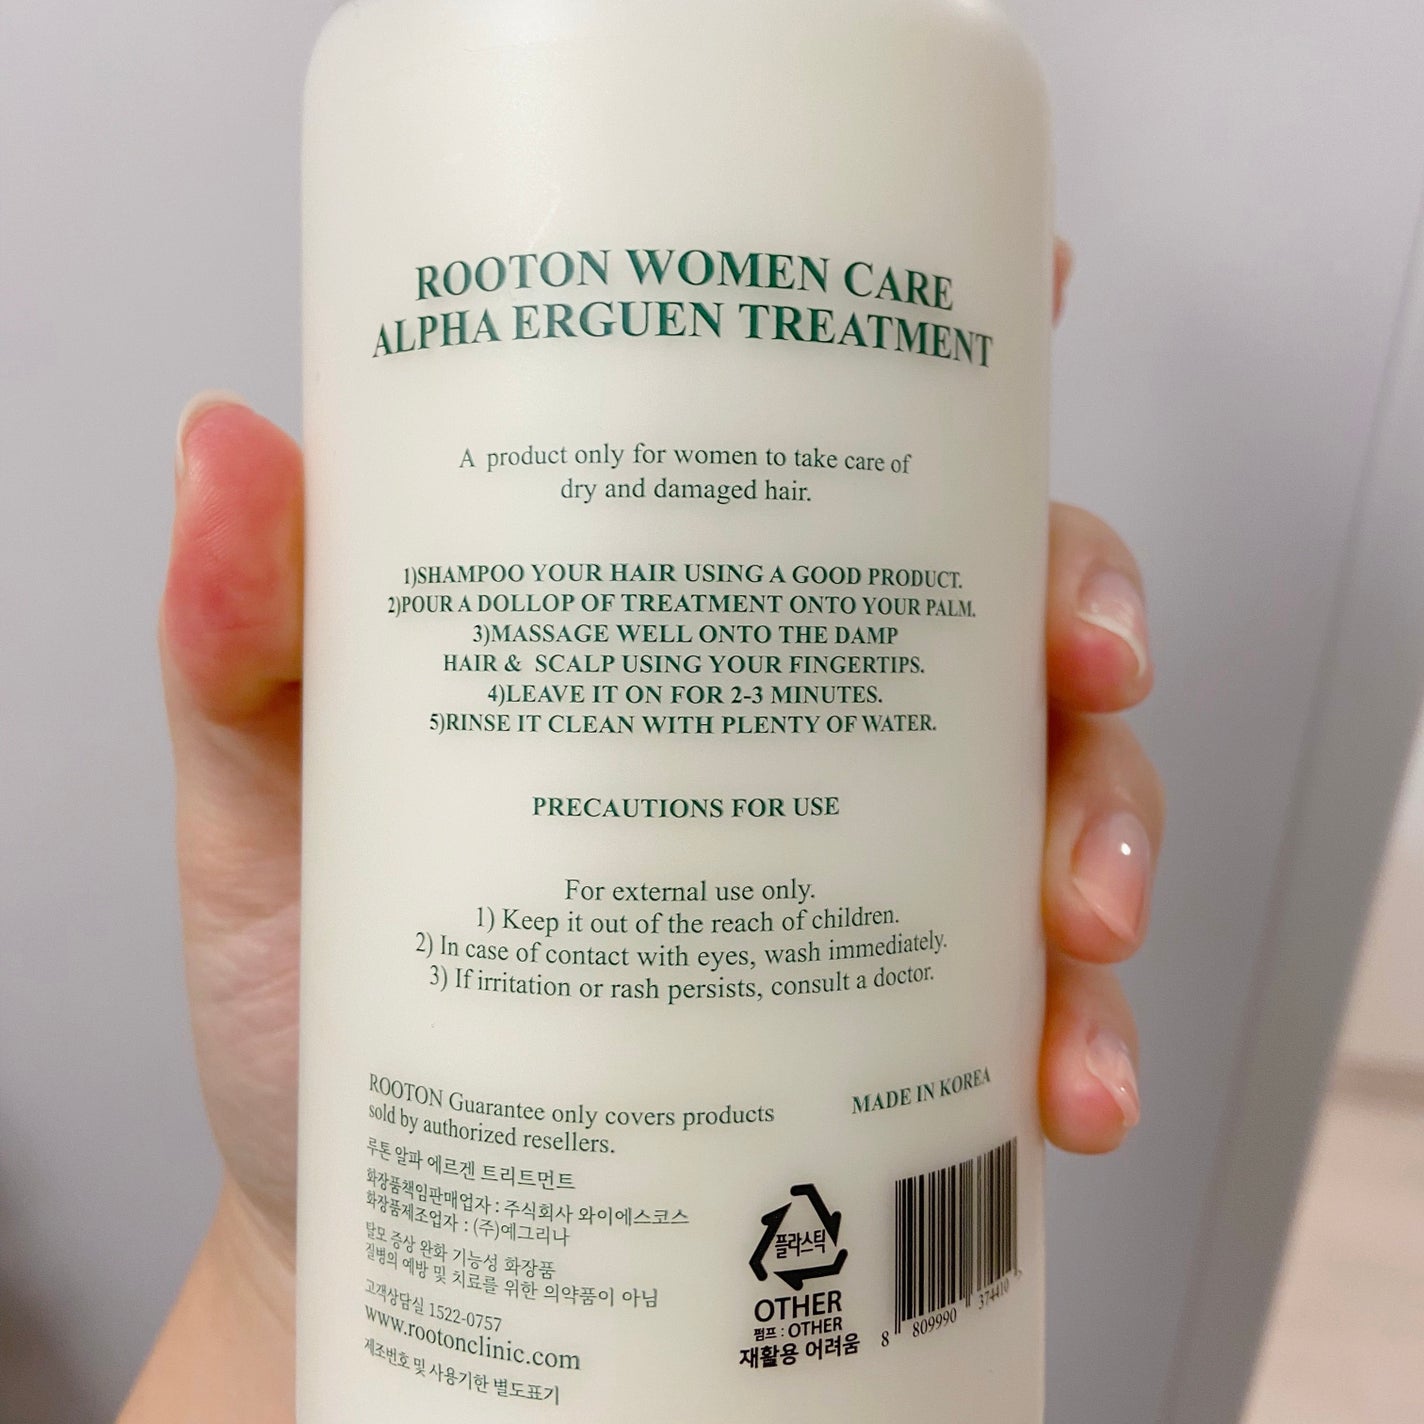 ROOTON WOMEN CARE
ALPHA ERGUEN TREATMENT
A product only for women to take care of
dry and damaged hair.
1)SHAMPOO YOUR HAIR USING A GOOD PRODUCT.
2)POUR A DOLLOP OF TREATMENT ONTO YOUR PALM.
3)MASSAGE WELL ONTO THE DAMP
HAIR & SCALP USING YOUR FINGERTIPS.
4)LEAVE IT ON FOR 2-3 MINUTES.
5)RINSE IT CLEAN WITH PLENTY OF WATER.
PRECAUTIONS FOR USE
For external use only.
1) Keep it out of the reach of children.
2) In case of contact with eyes, wash immediately.
3) If irritation or rash persists, consult a doctor.
ROOTON Guarantee only covers products
sold by authorized resellers.
MADE IN KOREA
루톤 알파 에르겐 트리트먼트
화장품책임판매업자 : 주식회사 와이에스코스
화장품제조업자 : (주)예그리나
탈모 증상 완화 기능성 화장품
질병의 예방 및 치료를 위한 의약품이 아님
고객상담실 1522-0757
www.rootonclinic.com
제조번호 및 사용기한 별도표기
플라스틱
OTHER
펌프 : OTHER
재활용 어려움
8 809990 374410